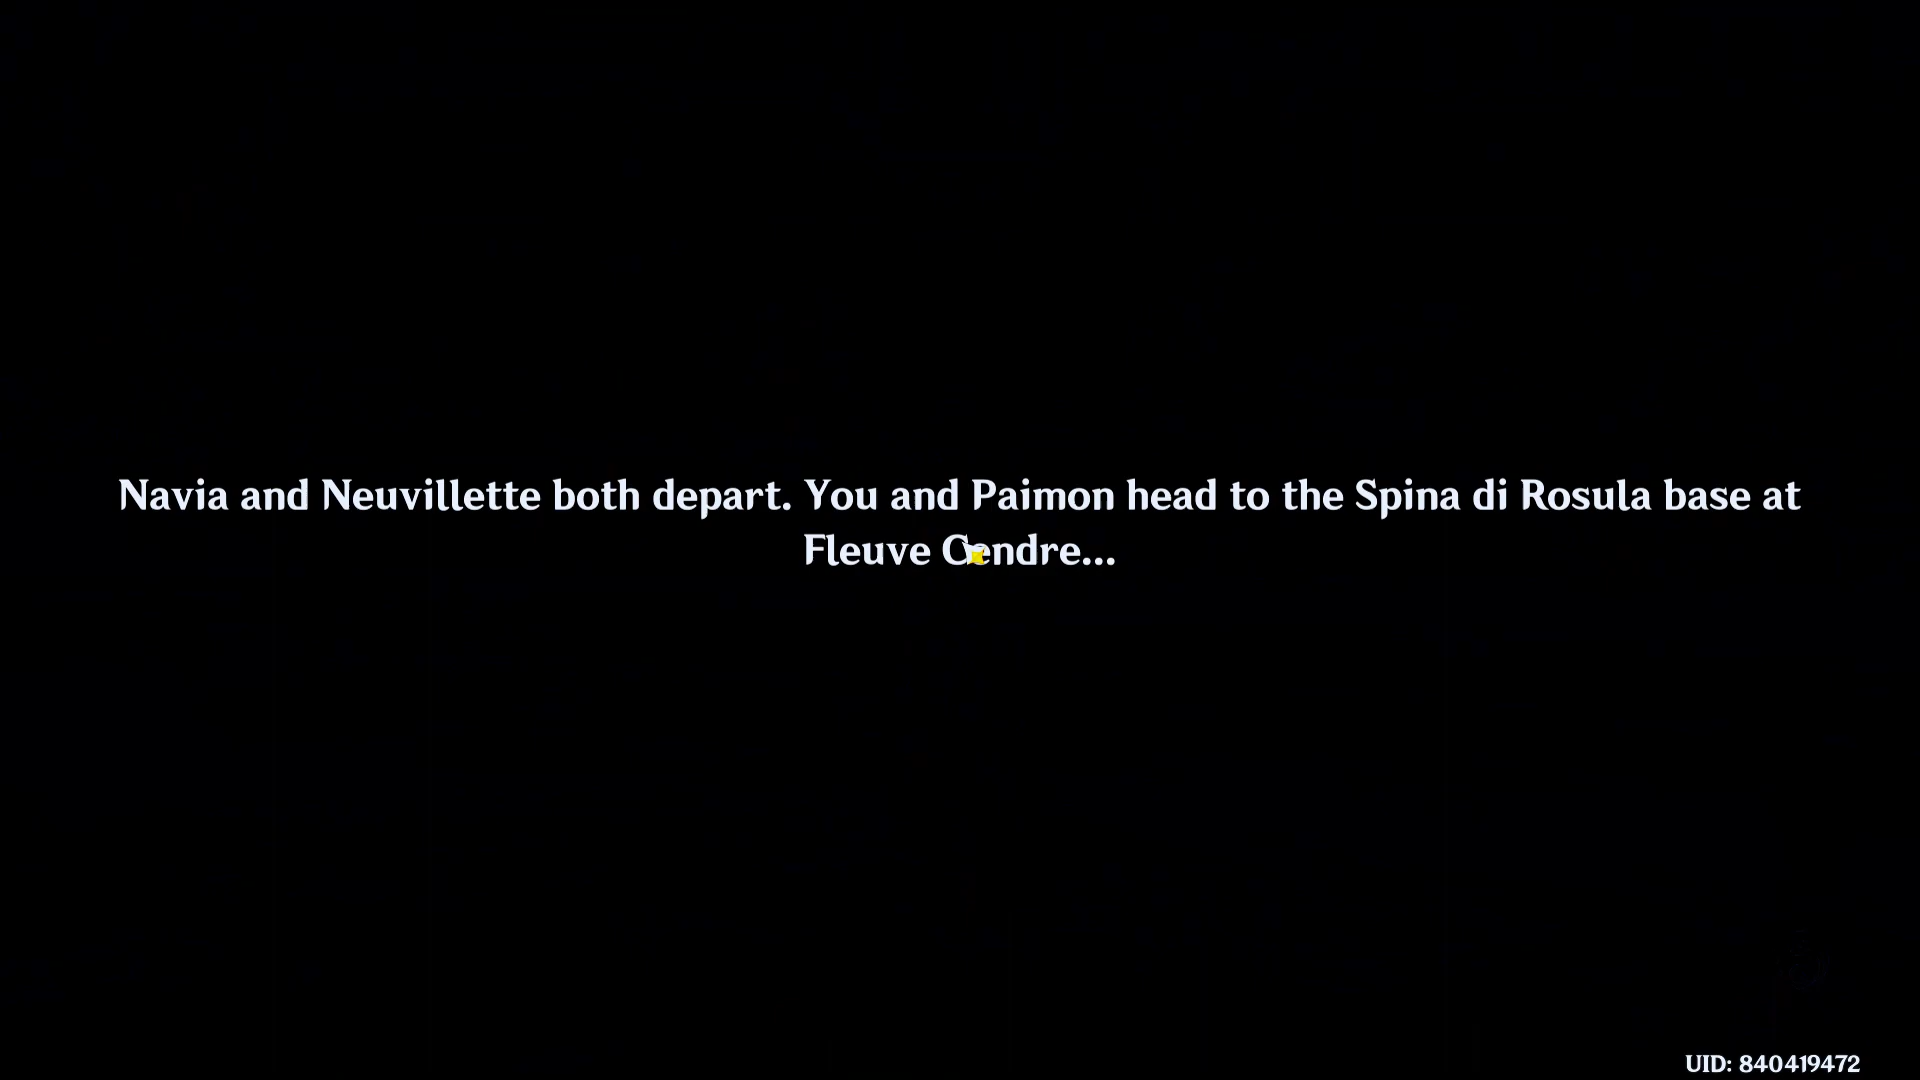 Navia and Neuvillette both depart. You and Paimon head to the Spina di Rosula base at
Fleuve Cendre...
UID: 840419472